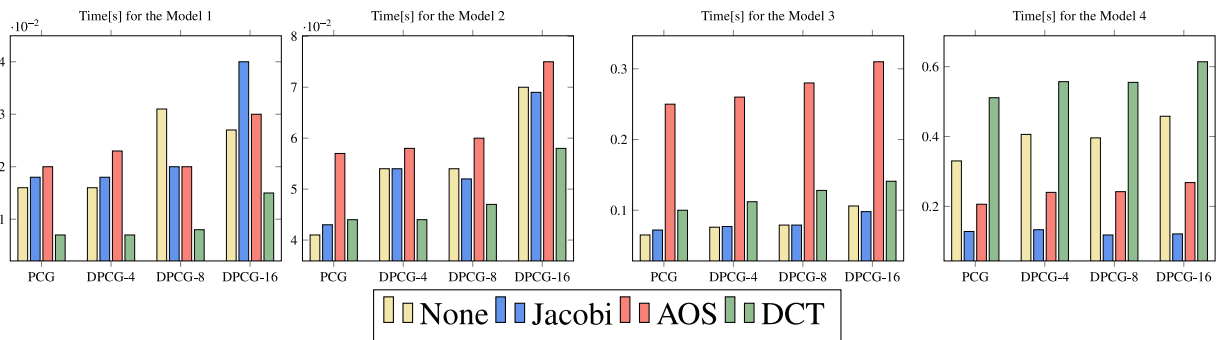 Time[s] for the Model 1
Time[s] for the Model 2
Time[s] for the Model 3
Time[s] for the Model 4
·10⁻²
4
3
2
1
PCG DPCG-4 DPCG-8 DPCG-16
·10⁻²
8
7
6
5
4
PCG DPCG-4 DPCG-8 DPCG-16
0.3
0.2
0.1
PCG DPCG-4 DPCG-8 DPCG-16
0.6
0.4
0.2
PCG DPCG-4 DPCG-8 DPCG-16
None Jacobi AOS DCT